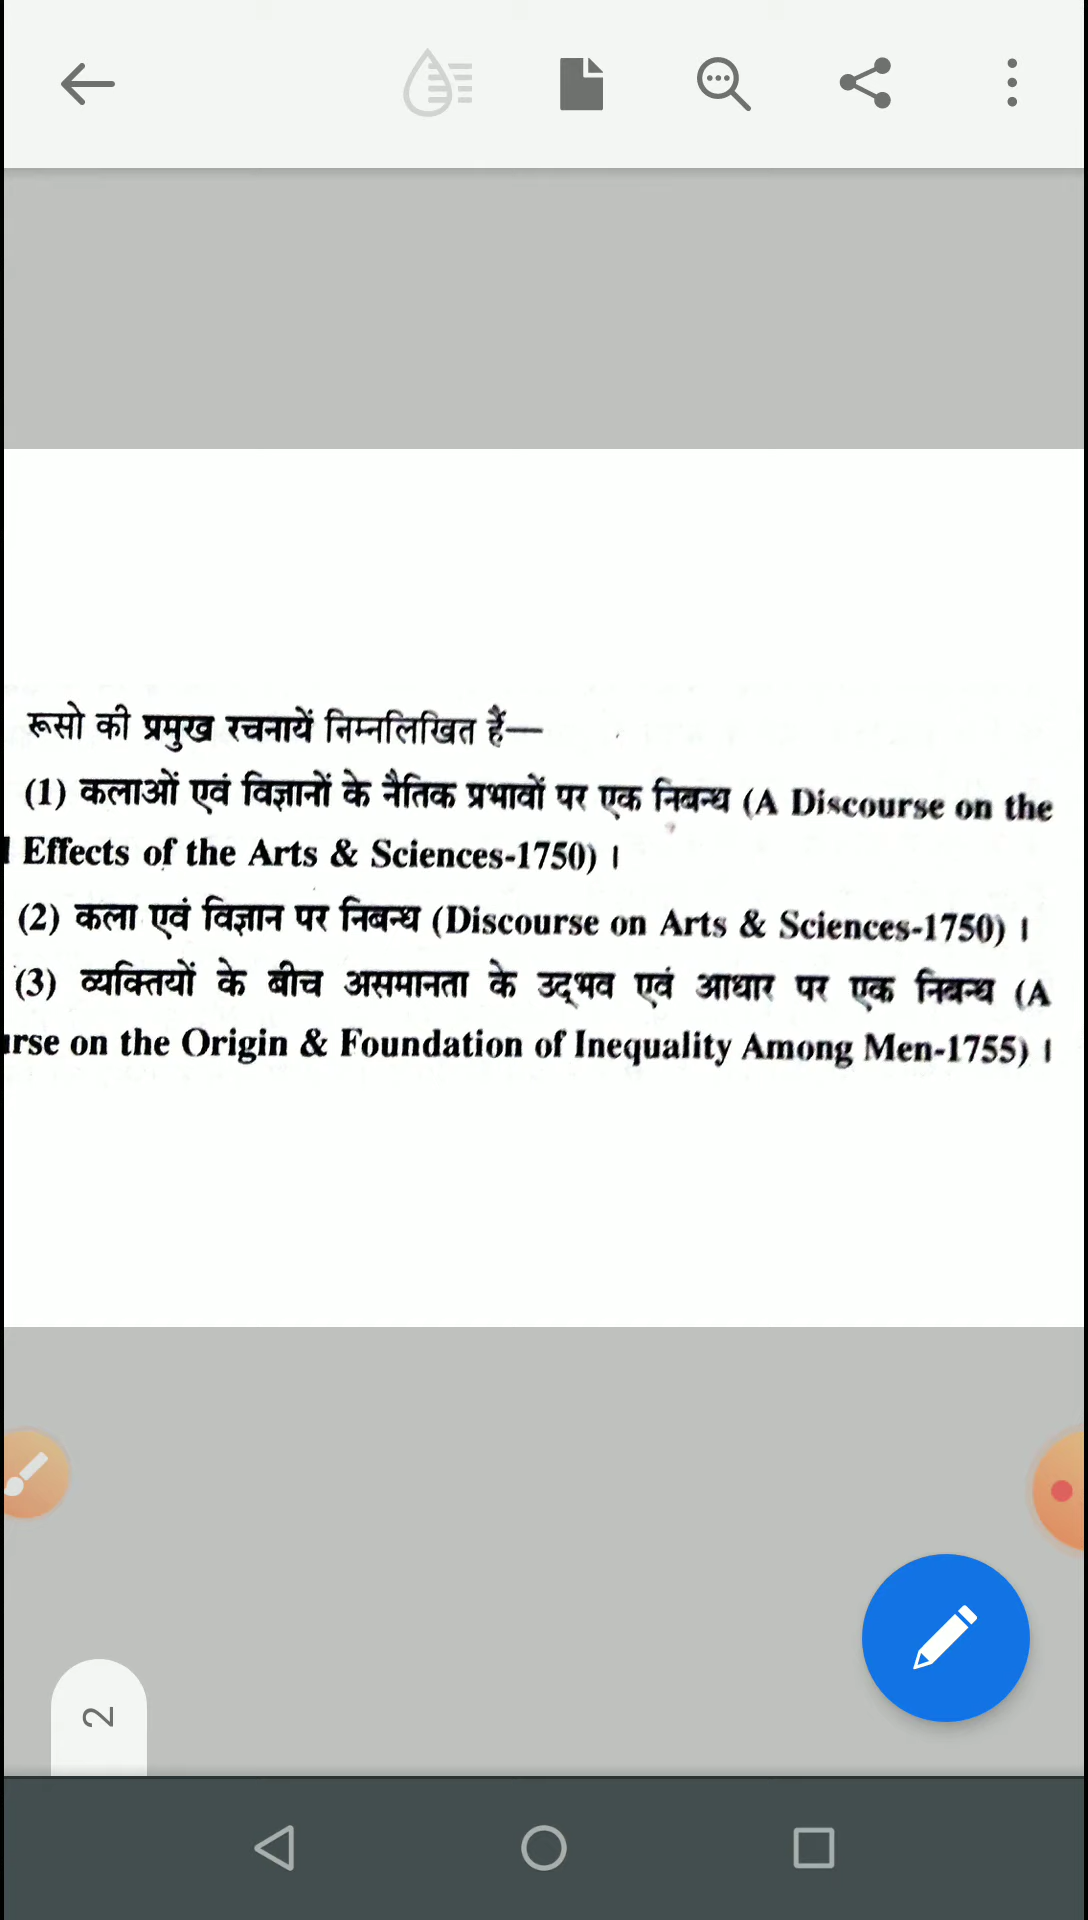 रूसो की प्रमुख रचनायें निम्नलिखित हैं—
(1) कलाओं एवं विज्ञानों के नैतिक प्रभावों पर एक निबन्ध (A Discourse on the
Effects of the Arts & Sciences-1750) ।
(2) कला एवं विज्ञान पर निबन्ध (Discourse on Arts & Sciences-1750) ।
(3) व्यक्तियों के बीच असमानता के उद्भव एवं आधार पर एक निबन्ध (A
rse on the Origin & Foundation of Inequality Among Men-1755) ।
2